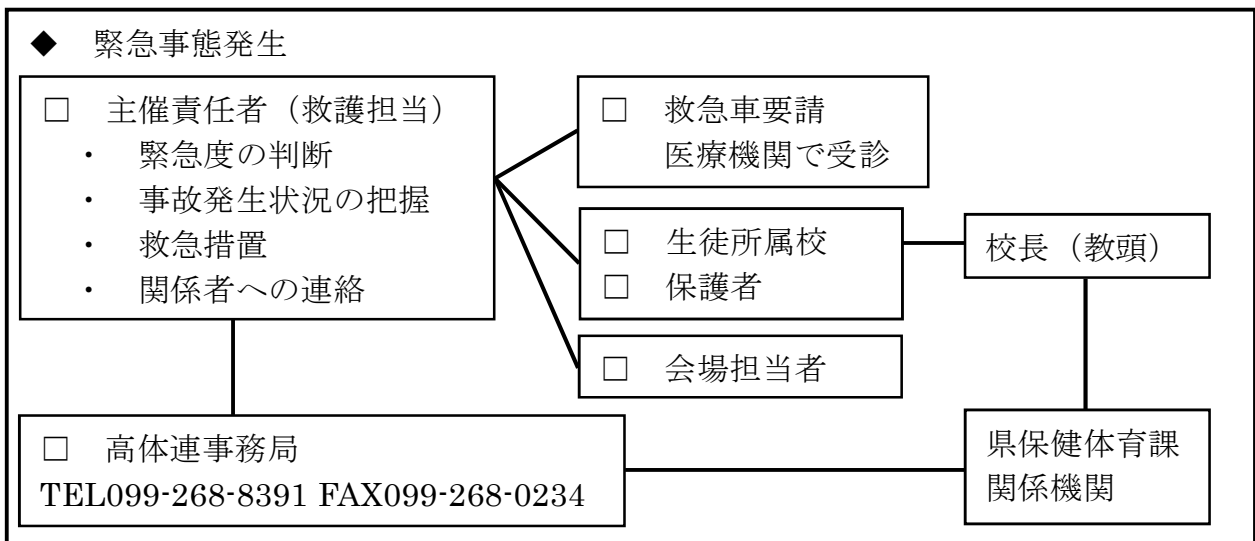 ◆ 緊急事態発生
□ 主催責任者（救護担当）
・ 緊急度の判断
・ 事故発生状況の把握
・ 救急措置
・ 関係者への連絡
□ 救急車要請
医療機関で受診
□ 生徒所属校
□ 保護者
校長（教頭）
□ 会場担当者
□ 高体連事務局
TEL099-268-8391 FAX099-268-0234
県保健体育課
関係機関